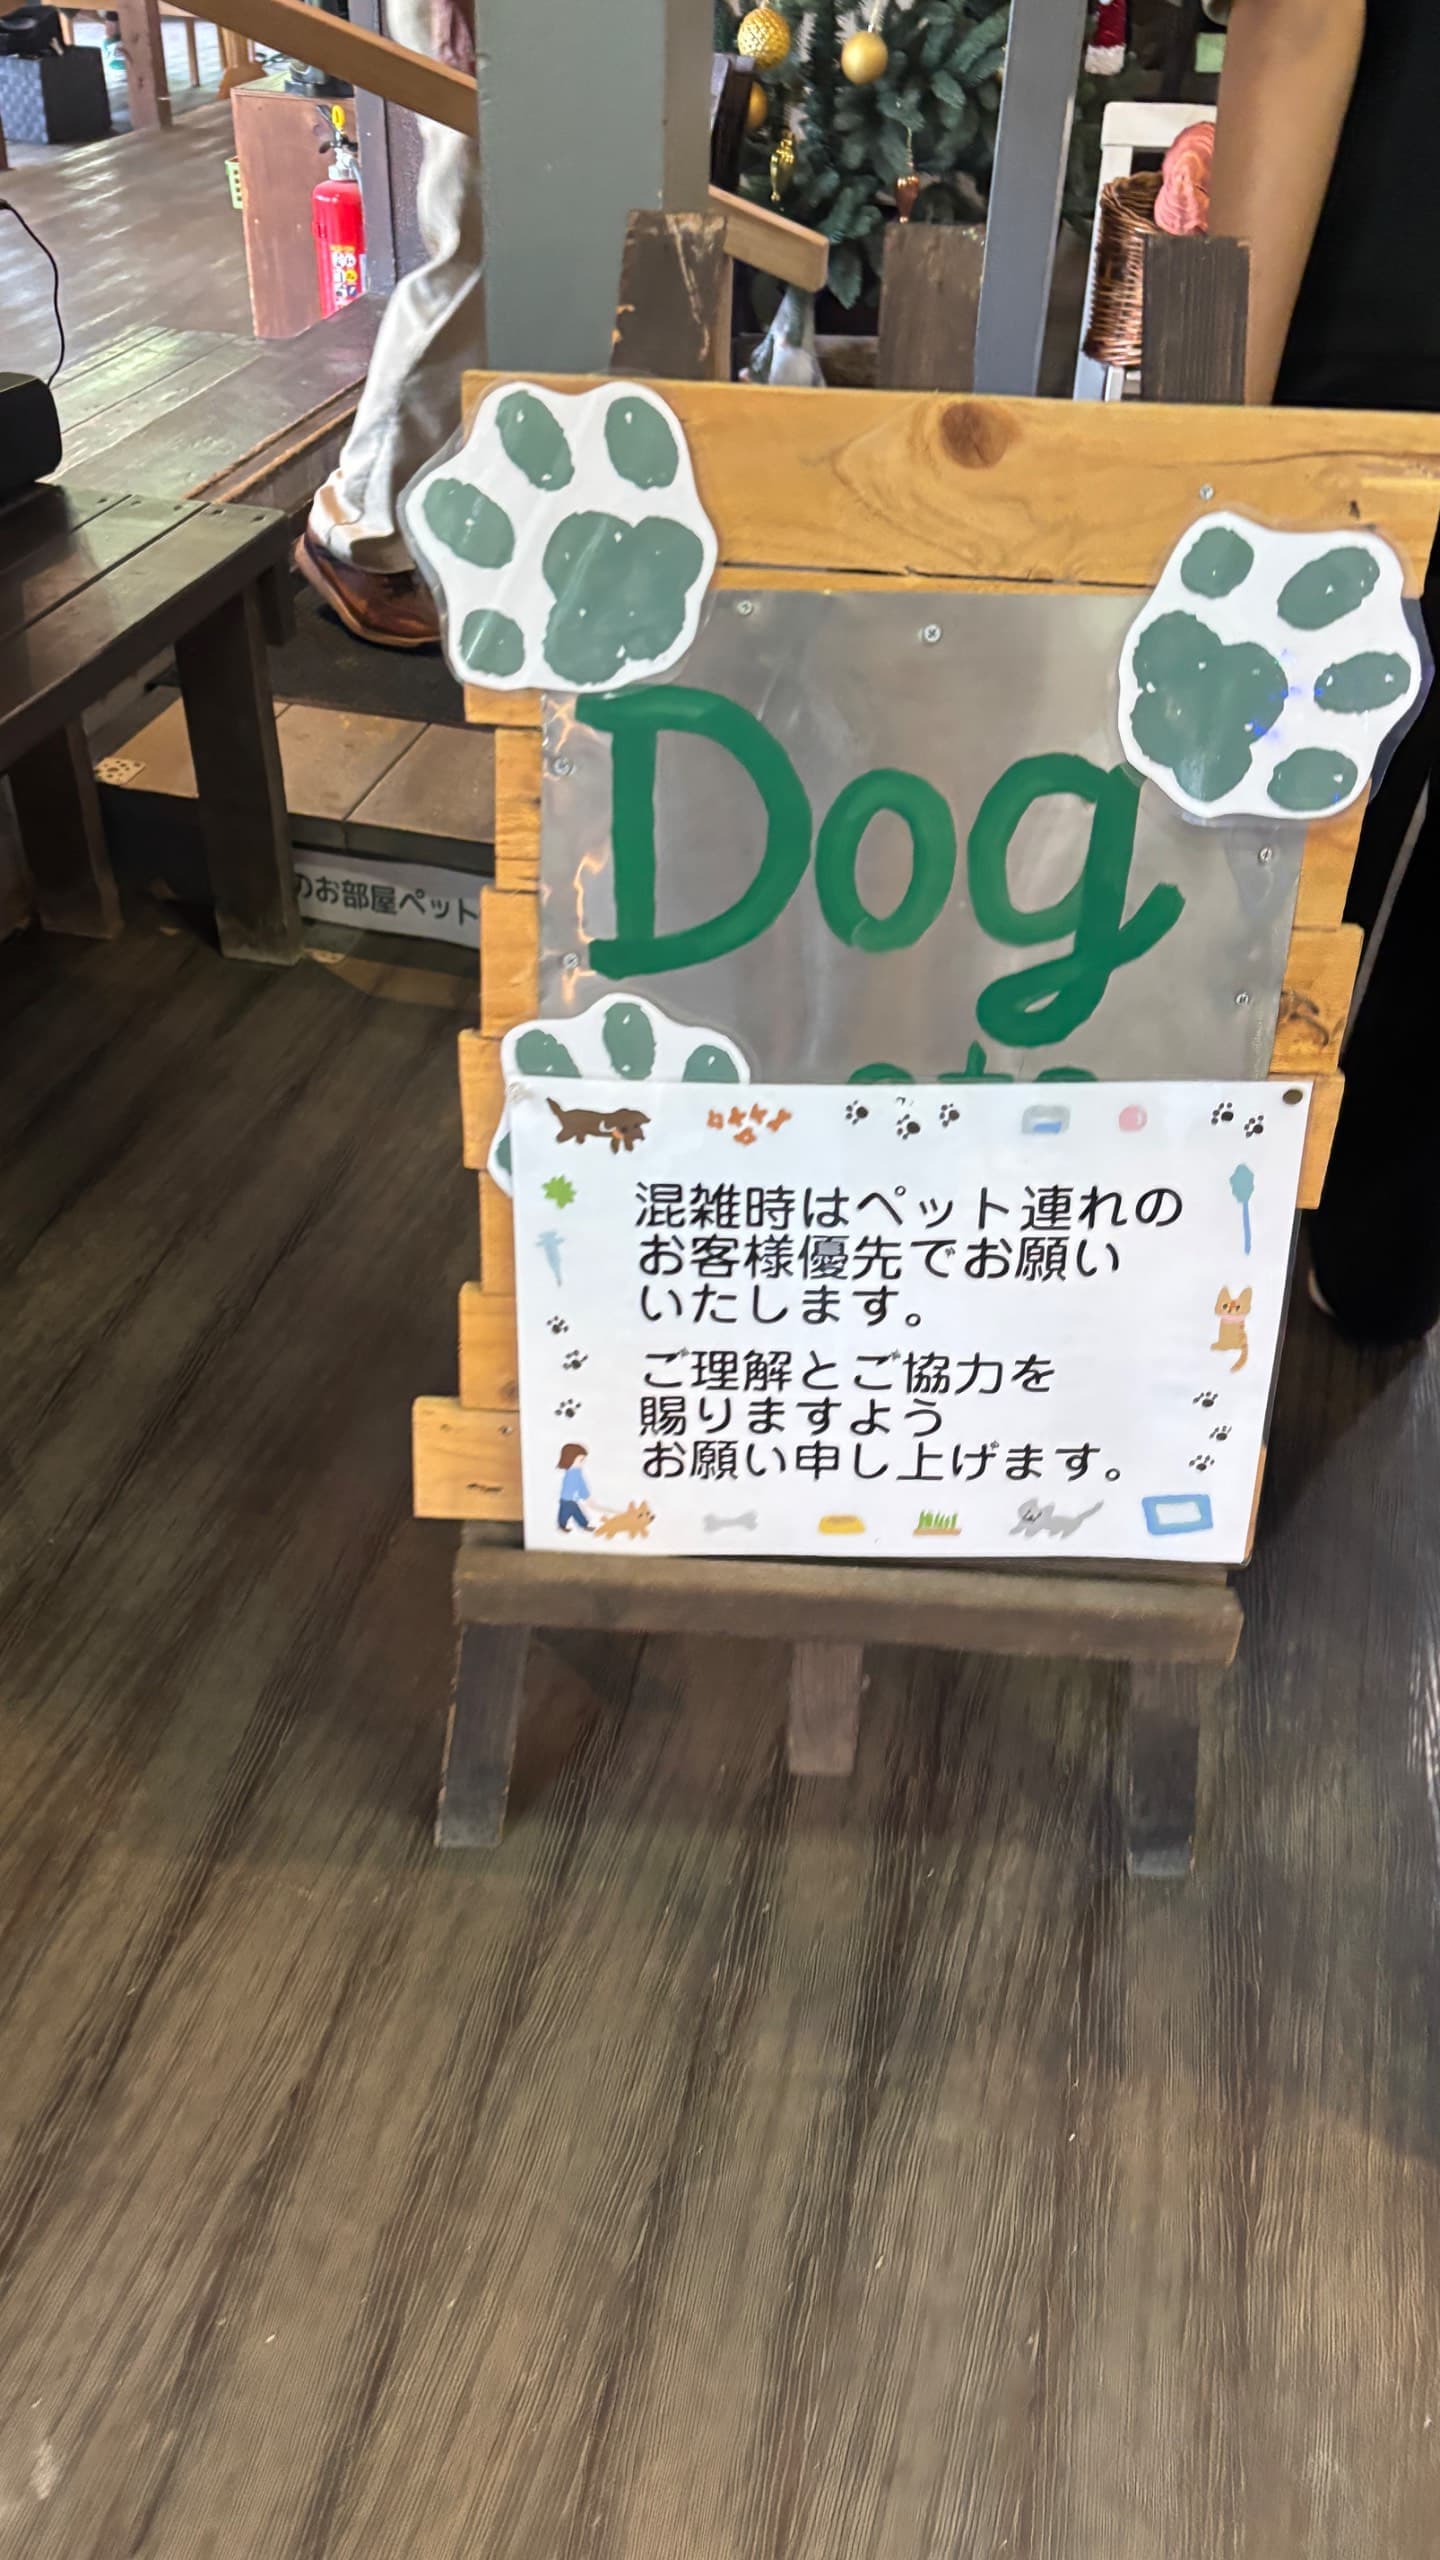 Dog
混雑時はペット連れの
お客様優先でお願い
いたします。
ご理解とご協力を
賜りますよう
お願い申し上げます。
のお部屋ペット